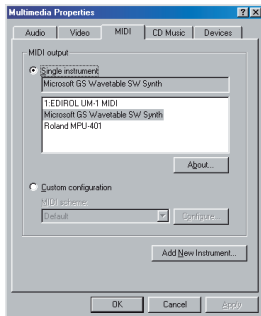 Multimedia Properties
Audio Video MIDI CD Music Devices
MIDI output
Single instrument
Microsoft GS Wavetable SW Synth
1:EDIROL UM-1 MIDI
Microsoft GS Wavetable SW Synth
Roland MPU-401
About...
Custom configuration
MIDI scheme:
Default Configure...
Add New Instrument...
OK Cancel Apply